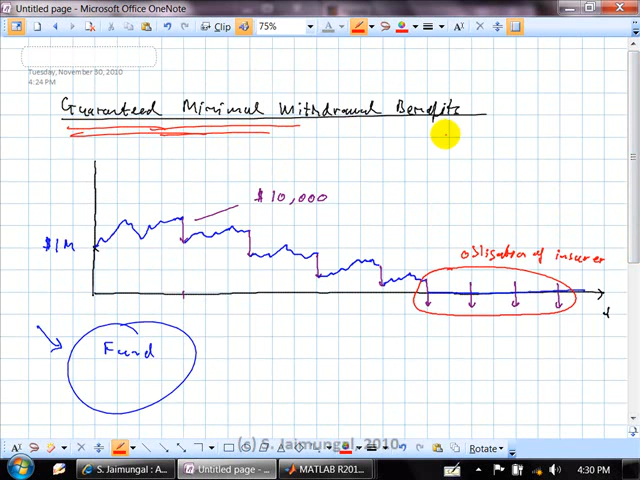 Untitled page - Microsoft Office OneNote
Clip
75%
Tuesday, November 30, 2010
4:24 PM
Guaranteed Minimal Withdrawal Benefits
$10,000
$1M
obligation of insurer
t
Fund
(c) S. Jaimungal, 2010
Rotate
S. Jaimungal : A...
Untitled page - ...
MATLAB R201...
4:30 PM